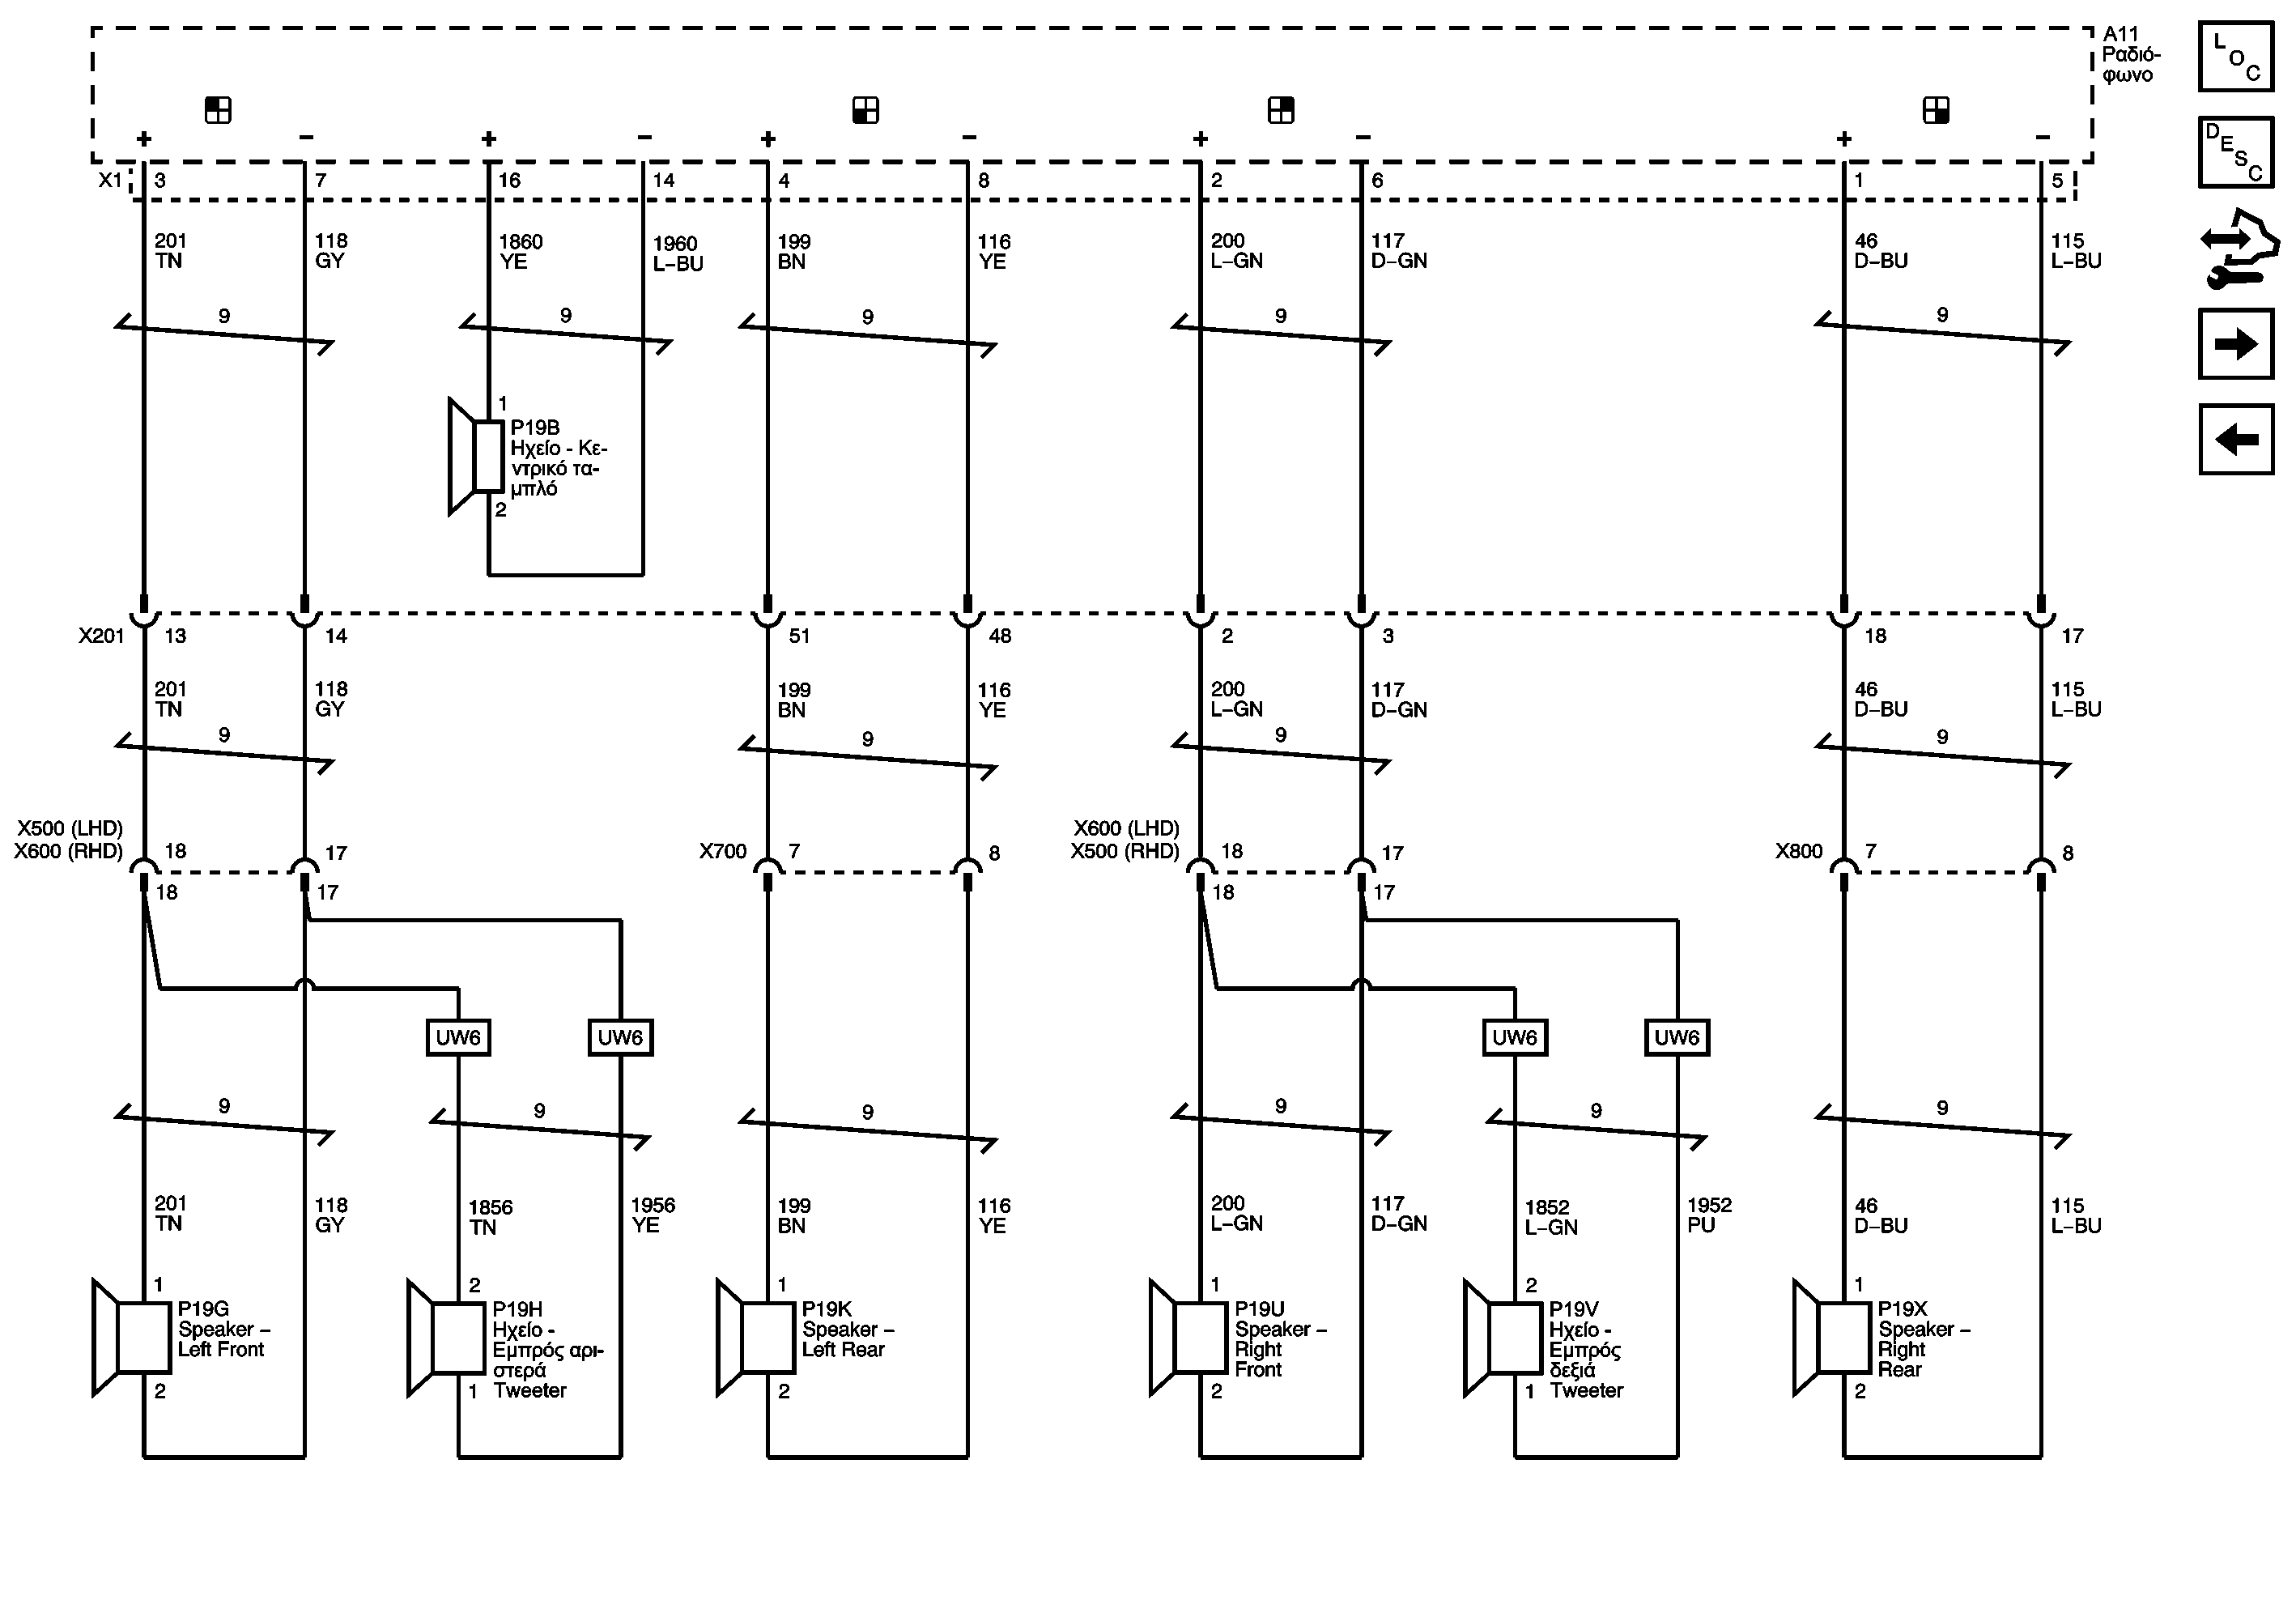 A11
Ραδιό-
φωνο
L
O
C
D
E
S
C
+
−
+
−
+
−
+
−
+
−
X1
3
7
16
14
4
8
2
6
1
5
201
TN
118
GY
1860
YE
1960
L−BU
199
BN
116
YE
200
L−GN
117
D−GN
46
D−BU
115
L−BU
9
9
9
9
9
1
P19B
Ηχείο - Κε-
ντρικό τα-
μπλό
2
X201
13
14
51
48
2
3
18
17
201
TN
118
GY
199
BN
116
YE
200
L−GN
117
D−GN
46
D−BU
115
L−BU
9
9
9
9
X500 (LHD)
X600 (RHD)
18
17
X700
7
8
X600 (LHD)
X500 (RHD)
18
17
X800
7
8
18
17
18
17
UW6
UW6
UW6
UW6
9
9
9
9
9
9
201
TN
118
GY
1856
TN
1956
YE
199
BN
116
YE
200
L−GN
117
D−GN
1852
L−GN
1952
PU
46
D−BU
115
L−BU
1
P19G
Speaker –
Left Front
2
2
P19H
Ηχείο -
Εμπρός αρι-
στερά
Tweeter
1
1
P19K
Speaker –
Left Rear
2
1
P19U
Speaker –
Right
Front
2
2
P19V
Ηχείο -
Εμπρός
δεξιά
Tweeter
1
1
P19X
Speaker –
Right
Rear
2